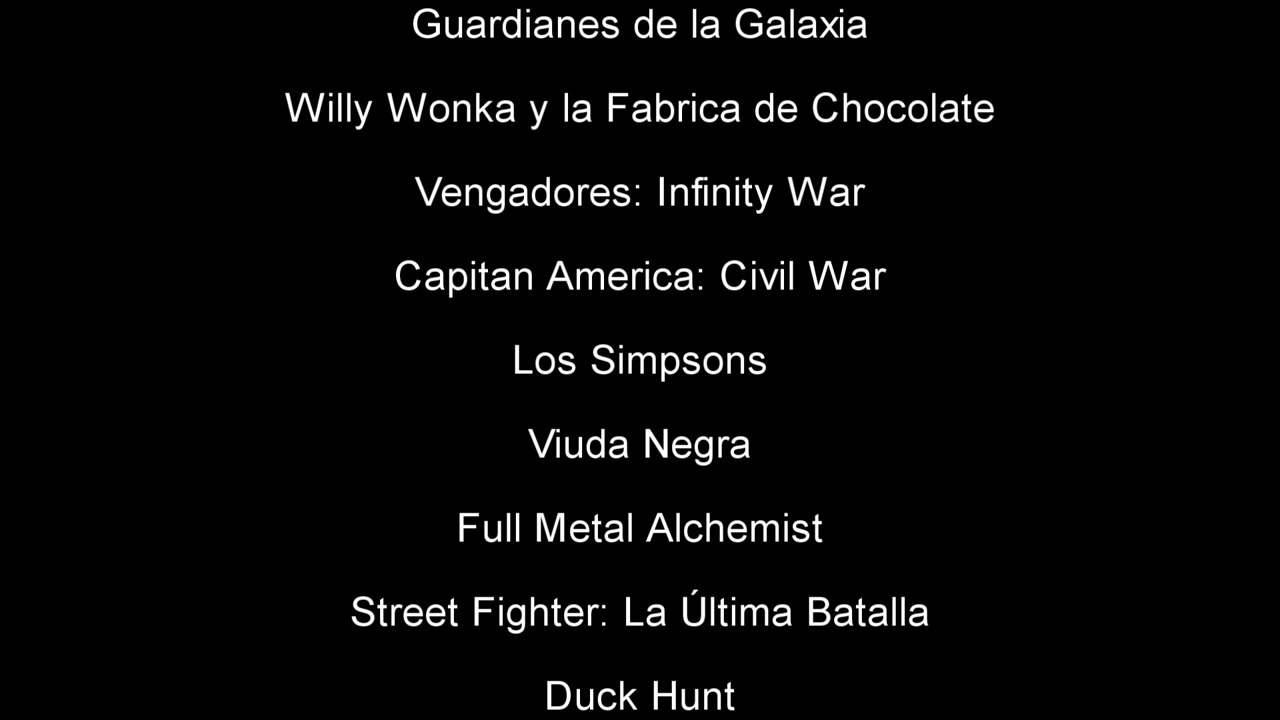 Guardianes de la Galaxia
Willy Wonka y la Fabrica de Chocolate
Vengadores: Infinity War
Capitan America: Civil War
Los Simpsons
Viuda Negra
Full Metal Alchemist
Street Fighter: La Última Batalla
Duck Hunt